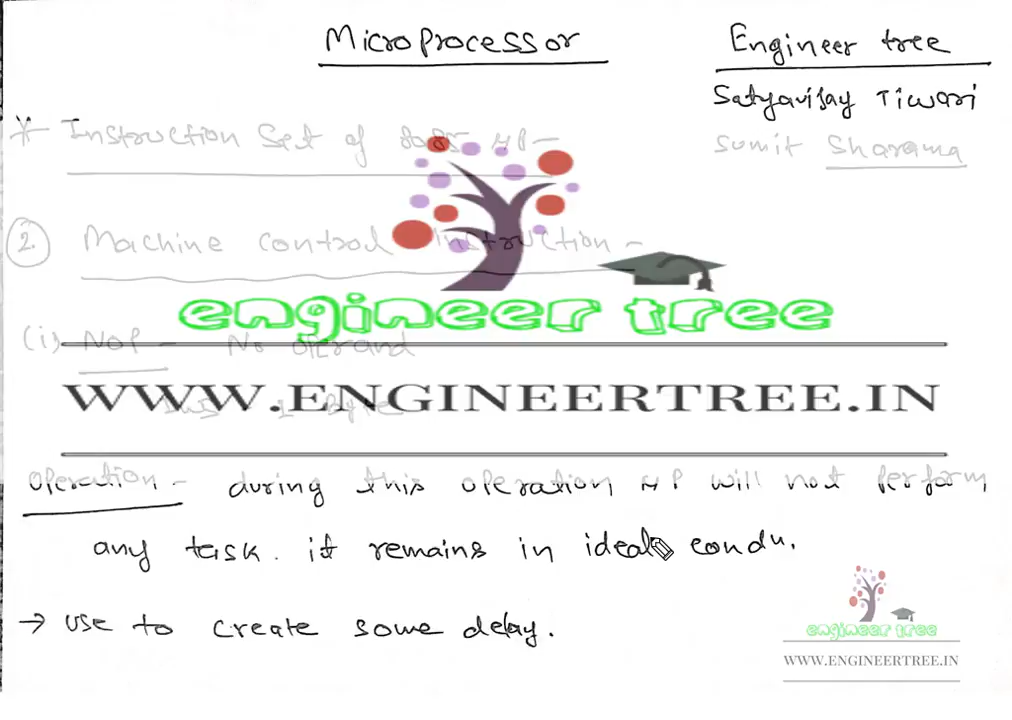 Microprocessor
Engineer tree
Satyavijay Tiwari
Sumit Sharama
* Instruction Set of 8085 μP -
2 Machine control instruction -
engineer tree
(i) NOP - No operand
WWW.ENGINEERTREE.IN
1 Byte
operation - during this operation, μP will not perform
any task. it remains in ideal condn.
→ use to create some delay.
engineer tree
WWW.ENGINEERTREE.IN